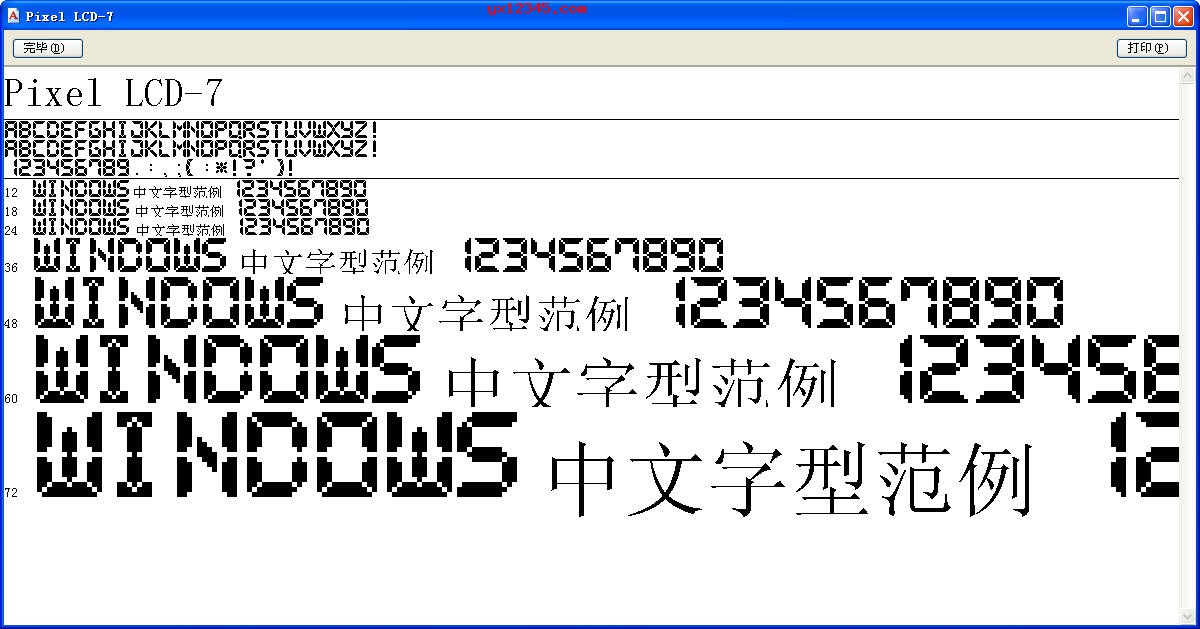 Pixel LCD-7
yx12345.com
完毕(D)
打印(P)
Pixel LCD-7
ABCDEFGHIJKLMNOPQRSTUVWXYZ!
ABCDEFGHIJKLMNOPQRSTUVWXYZ!
123456789.:,;(:*!?')!
12 WINDOWS 中文字型范例 1234567890
18 WINDOWS 中文字型范例 1234567890
24 WINDOWS 中文字型范例 1234567890
36 WINDOWS 中文字型范例 1234567890
48 WINDOWS 中文字型范例 1234567890
60 WINDOWS 中文字型范例 123456
72 WINDOWS 中文字型范例 12